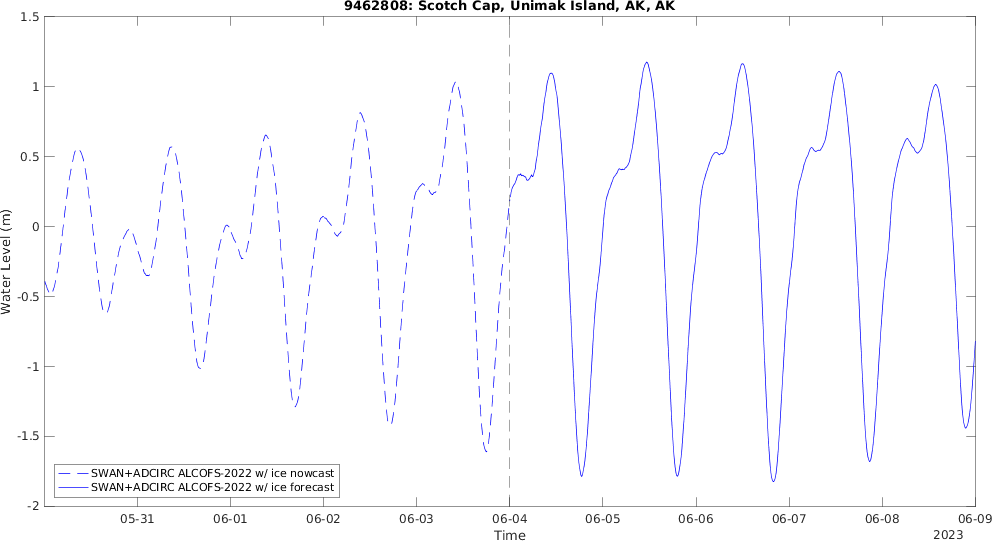 9462808: Scotch Cap, Unimak Island, AK, AK
1.5
1
0.5
0
-0.5
-1
-1.5
-2
Water Level (m)
SWAN+ADCIRC ALCOFS-2022 w/ ice nowcast
SWAN+ADCIRC ALCOFS-2022 w/ ice forecast
05-31 06-01 06-02 06-03 06-04 06-05 06-06 06-07 06-08 06-09
Time
2023